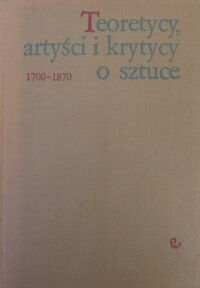 Teoretycy,
artyści i krytycy
1700-1870 o sztuce